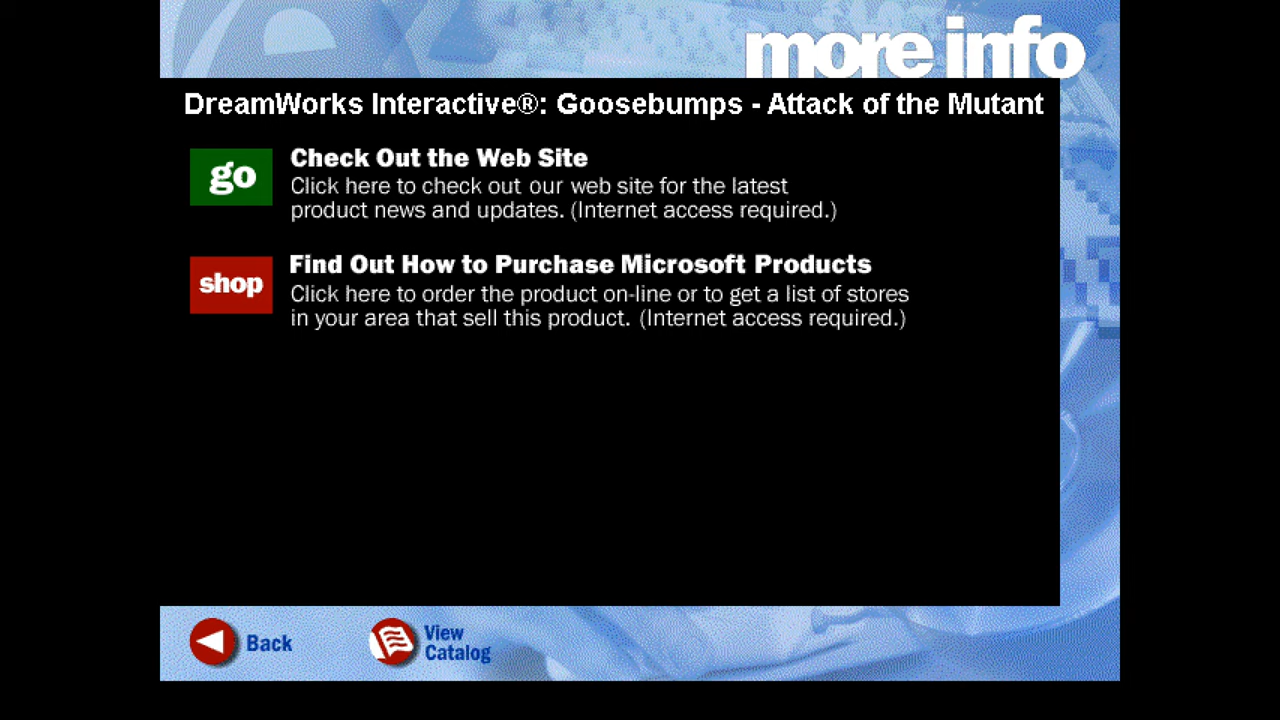 more info
DreamWorks Interactive®: Goosebumps - Attack of the Mutant
go
Check Out the Web Site
Click here to check out our web site for the latest
product news and updates. (Internet access required.)
shop
Find Out How to Purchase Microsoft Products
Click here to order the product on-line or to get a list of stores
in your area that sell this product. (Internet access required.)
Back
View
Catalog